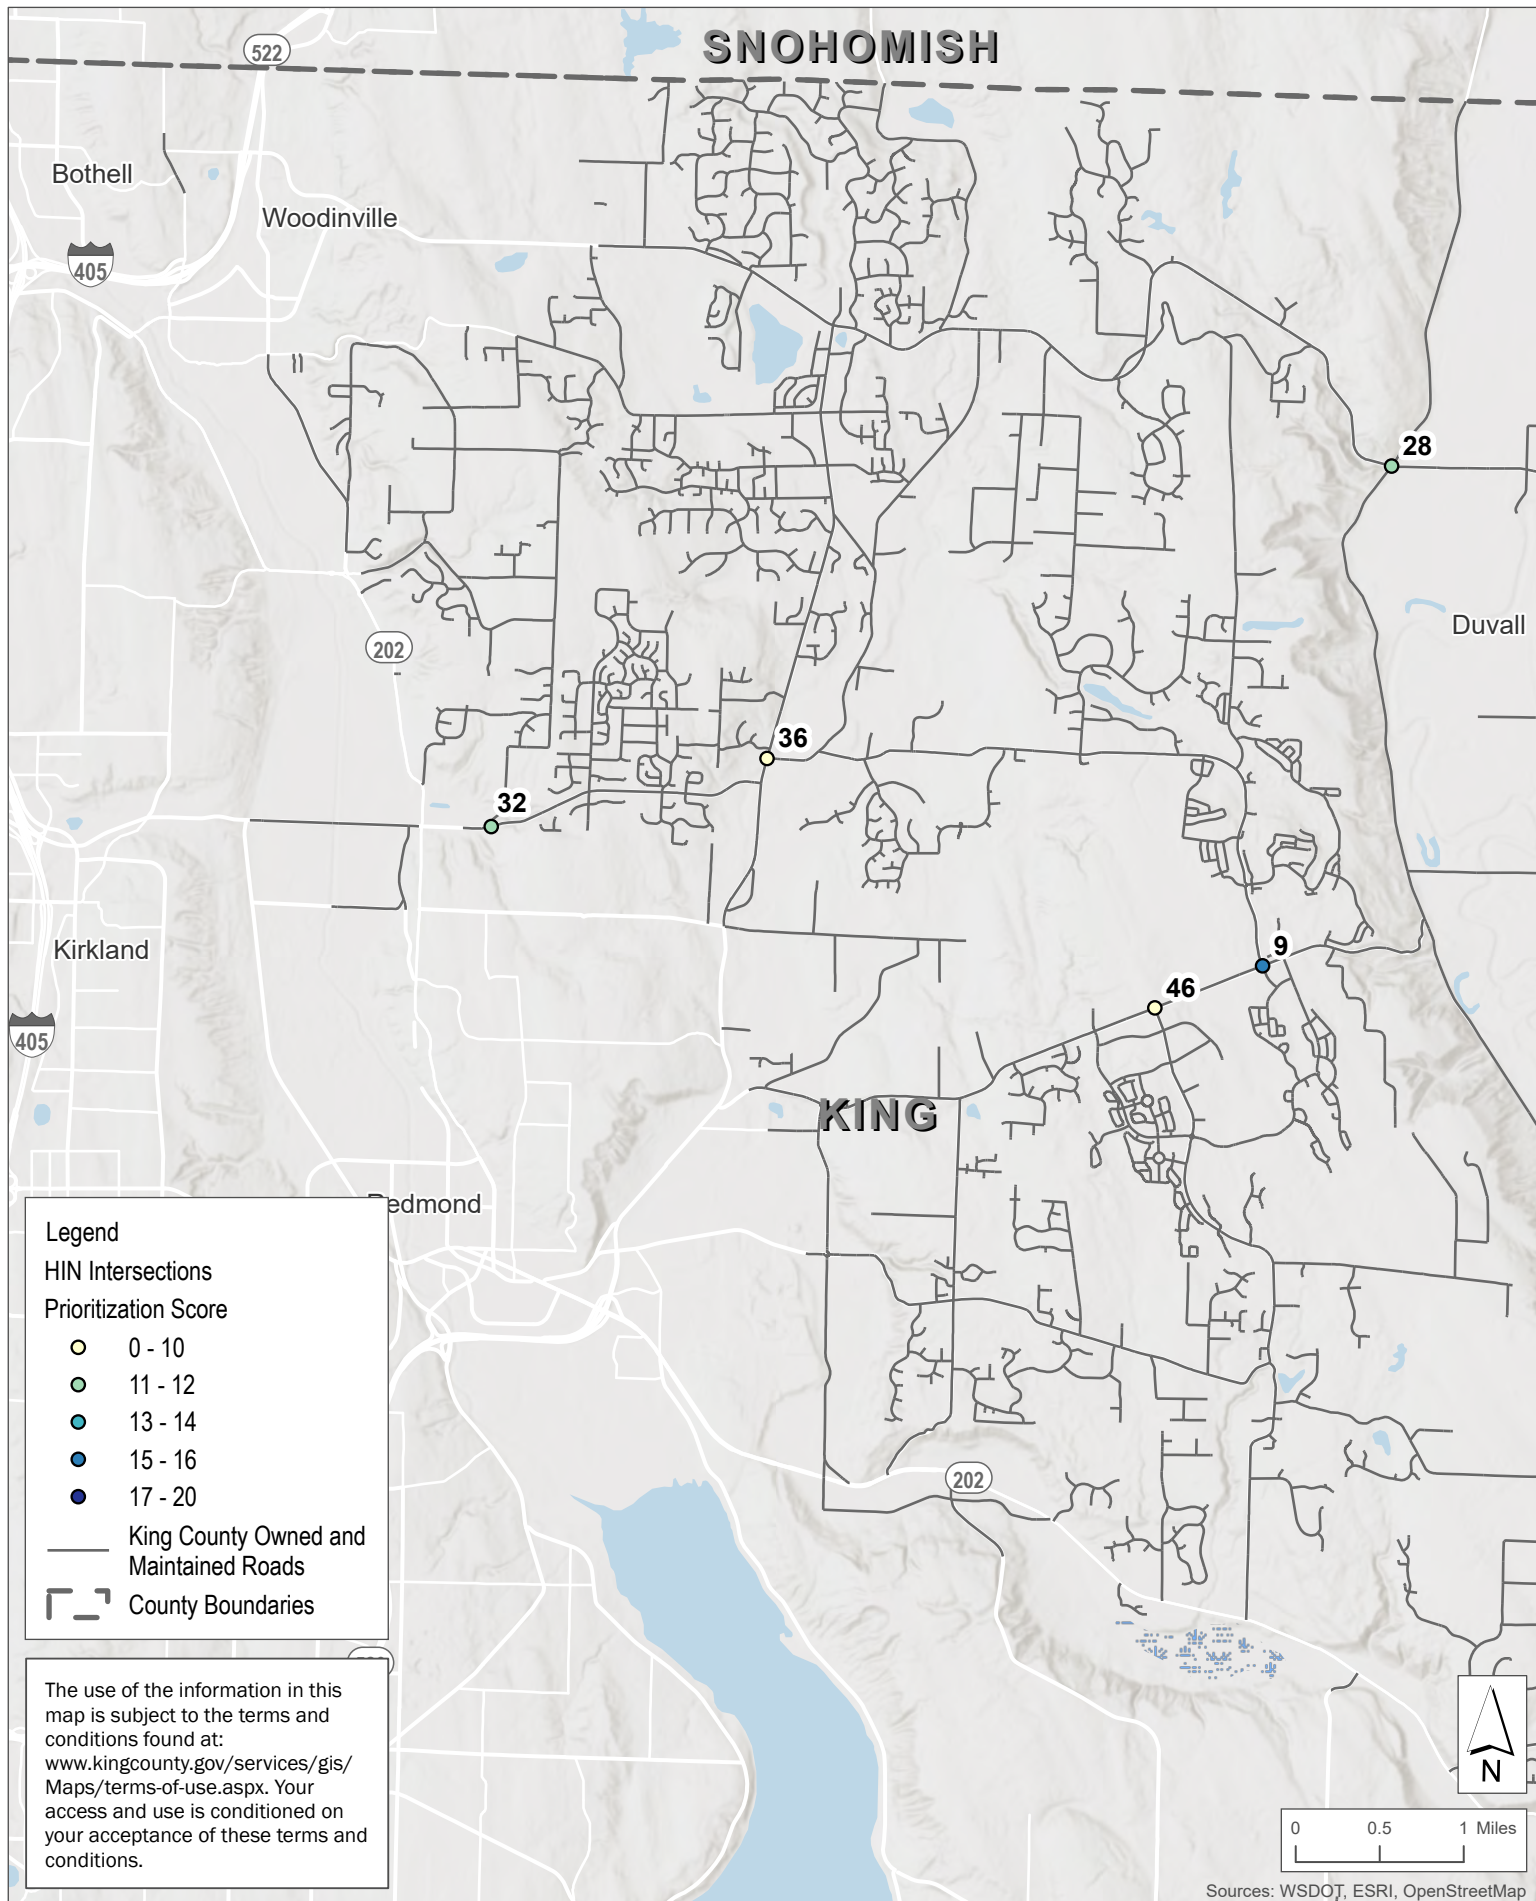 SNOHOMISH
522
Bothell
Woodinville
405
28
Duvall
202
36
32
Kirkland
9
46
405
KING
Redmond
202
Legend
HIN Intersections
Prioritization Score
0 - 10
11 - 12
13 - 14
15 - 16
17 - 20
King County Owned and
Maintained Roads
County Boundaries
The use of the information in this
map is subject to the terms and
conditions found at:
www.kingcounty.gov/services/gis/
Maps/terms-of-use.aspx. Your
access and use is conditioned on
your acceptance of these terms and
conditions.
N
0 0.5 1 Miles
Sources: WSDOT, ESRI, OpenStreetMap